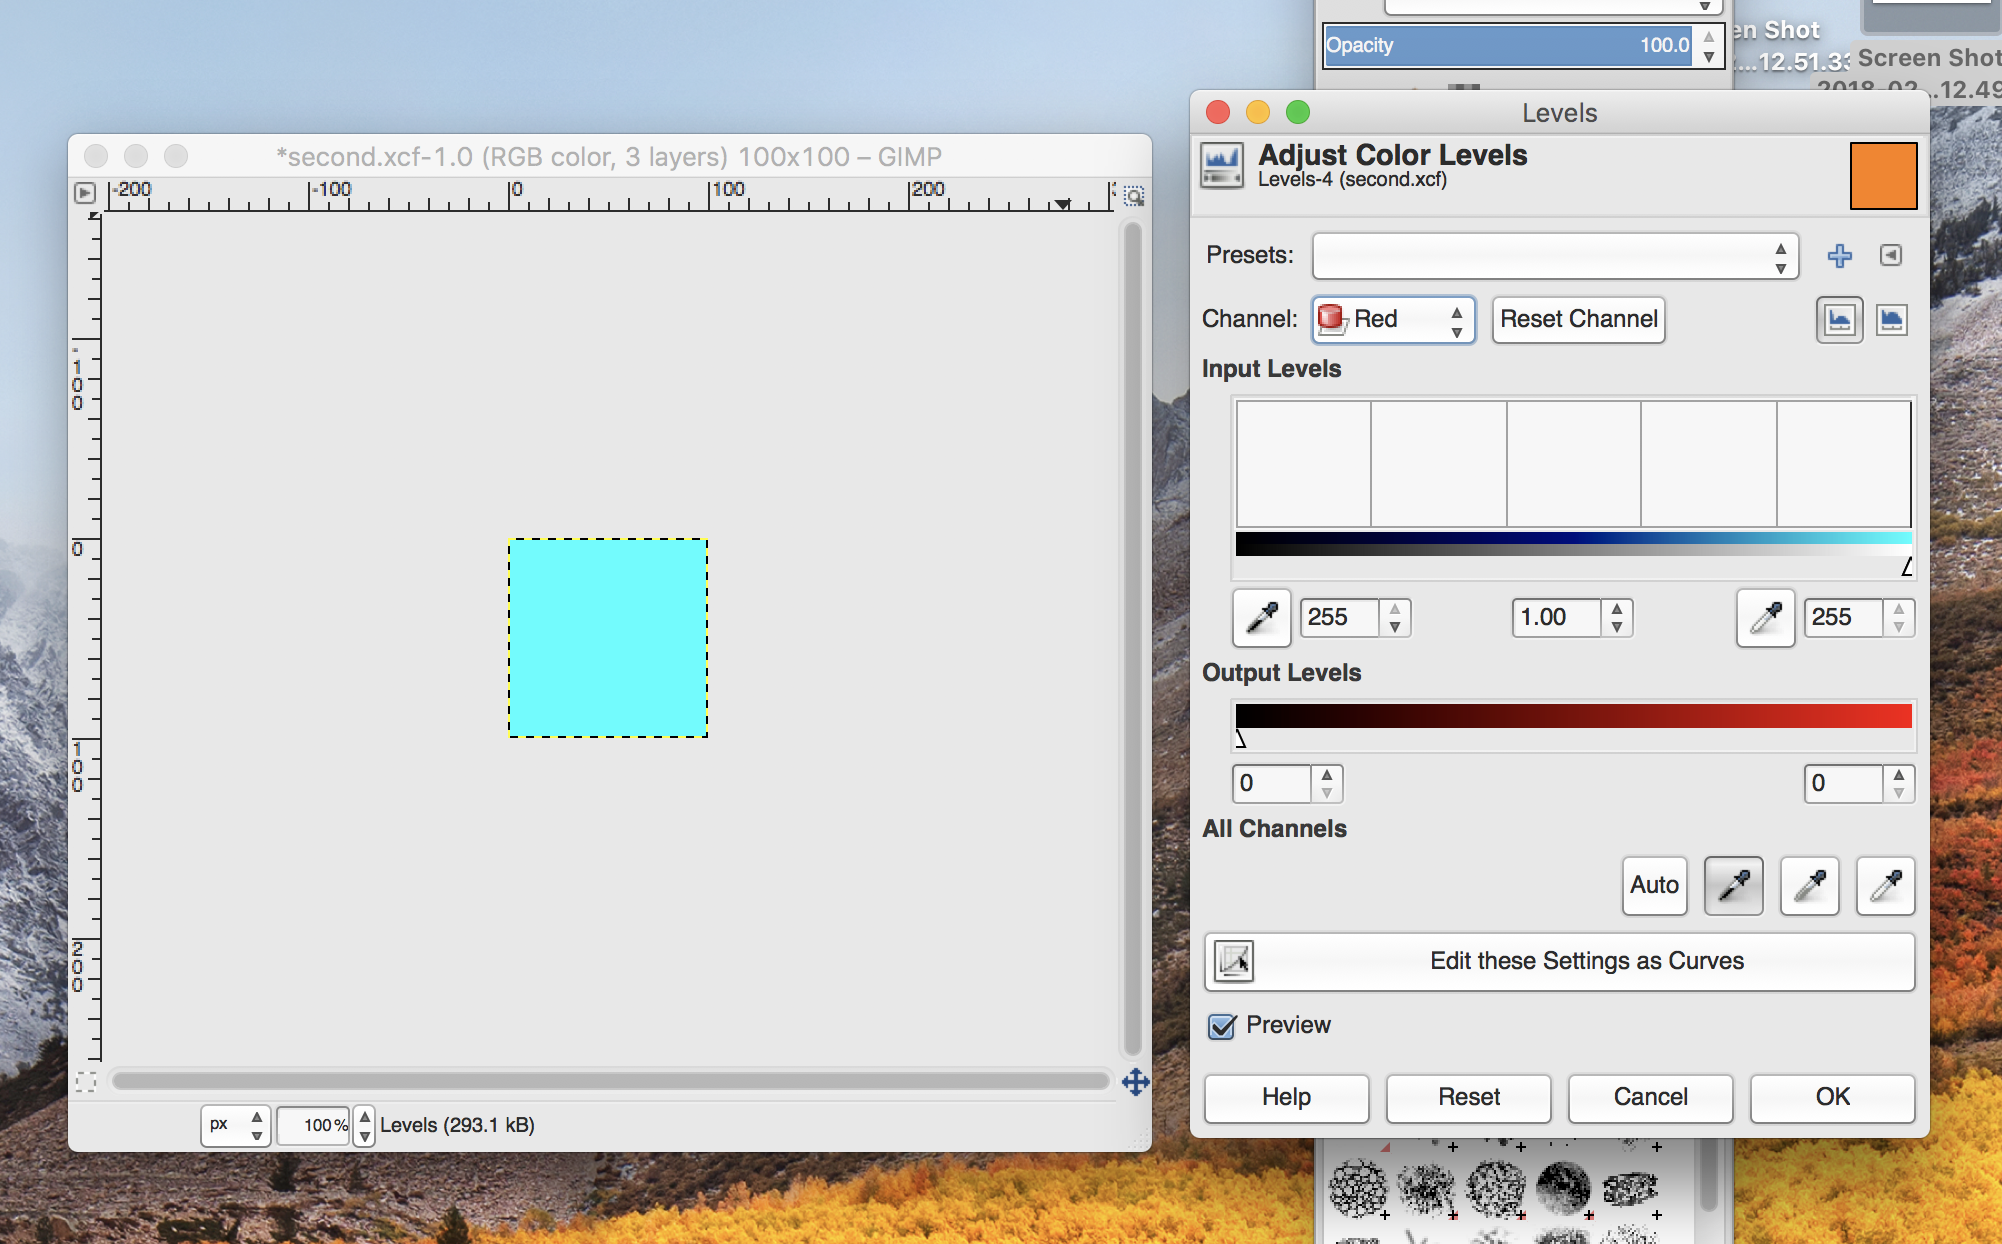 Opacity 100.0
en Shot
...12.51.33
Screen Shot
2018-02...12.49
*second.xcf-1.0 (RGB color, 3 layers) 100x100 – GIMP
-200 -100 0 100 200
-100
0
100
200
px 100% Levels (293.1 kB)
Levels
Adjust Color Levels
Levels-4 (second.xcf)
Presets:
Channel: Red Reset Channel
Input Levels
255 1.00 255
Output Levels
0 0
All Channels
Auto
Edit these Settings as Curves
Preview
Help Reset Cancel OK